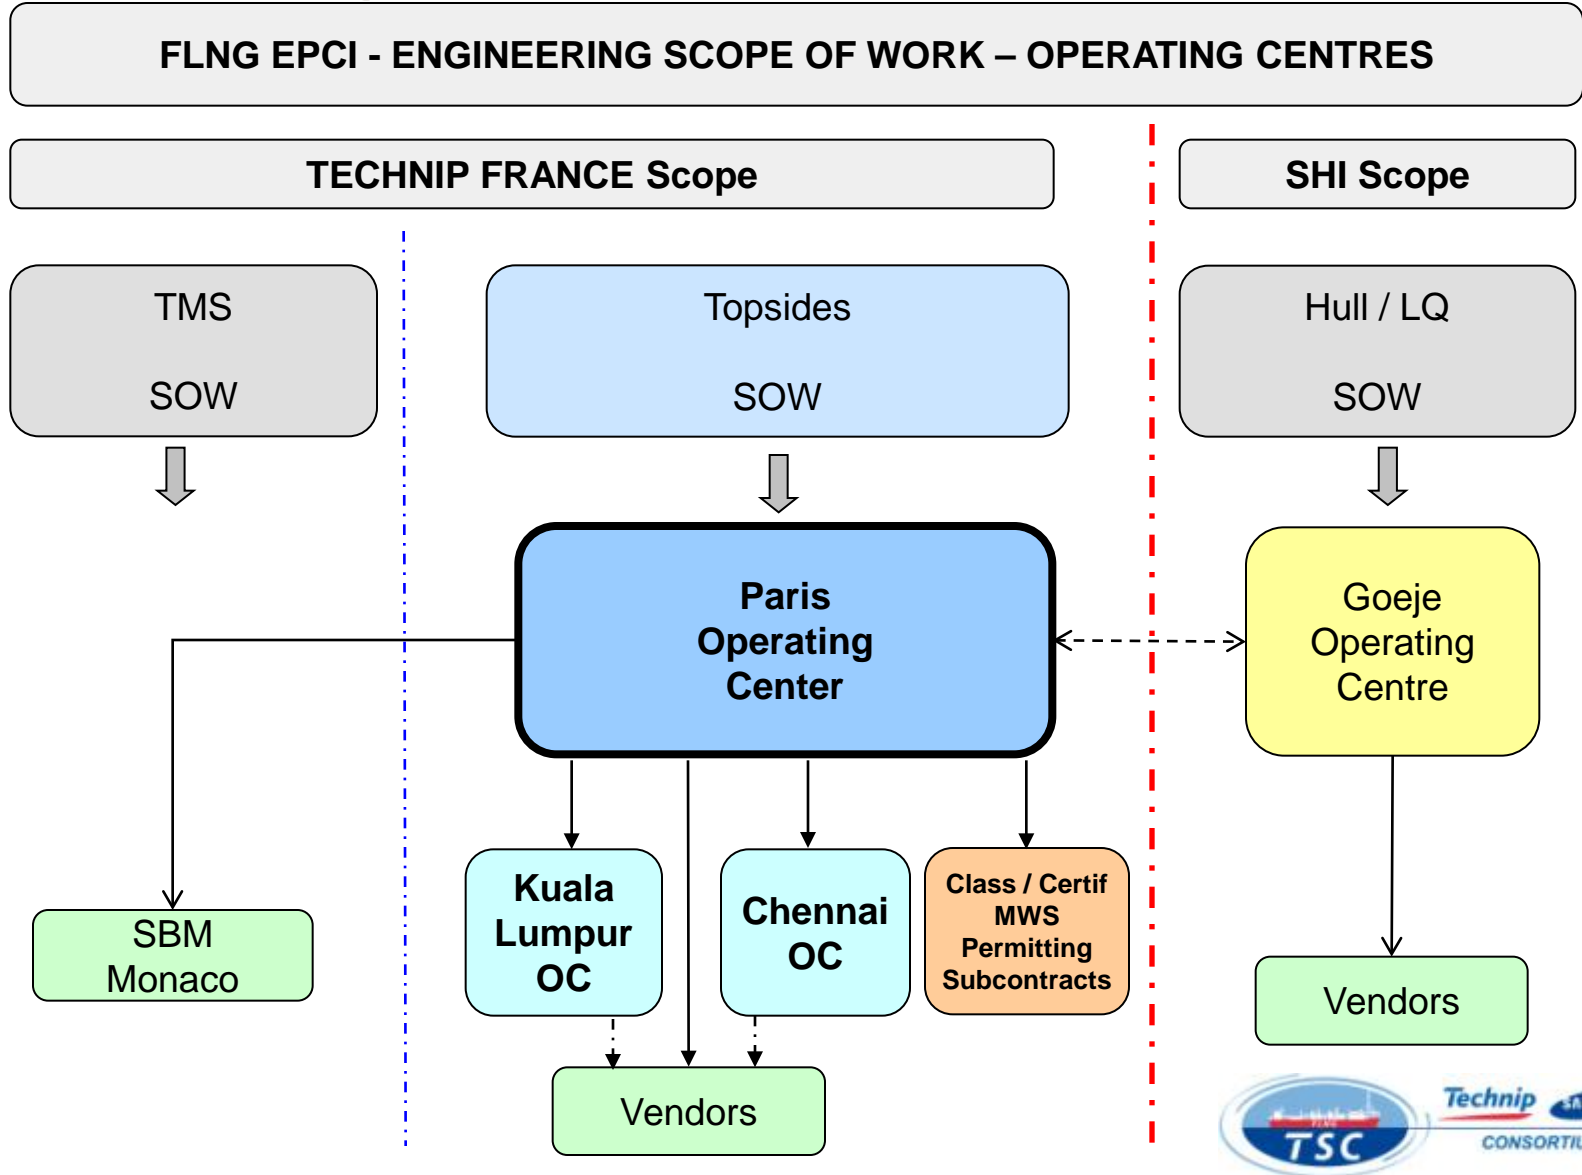 FLNG EPCI - ENGINEERING SCOPE OF WORK – OPERATING CENTRES
TECHNIP FRANCE Scope
SHI Scope
TMS
SOW
Topsides
SOW
Hull / LQ
SOW
Paris
Operating
Center
Goeje
Operating
Centre
SBM
Monaco
Kuala
Lumpur
OC
Chennai
OC
Class / Certif
MWS
Permitting
Subcontracts
Vendors
Vendors
TSC
Technip